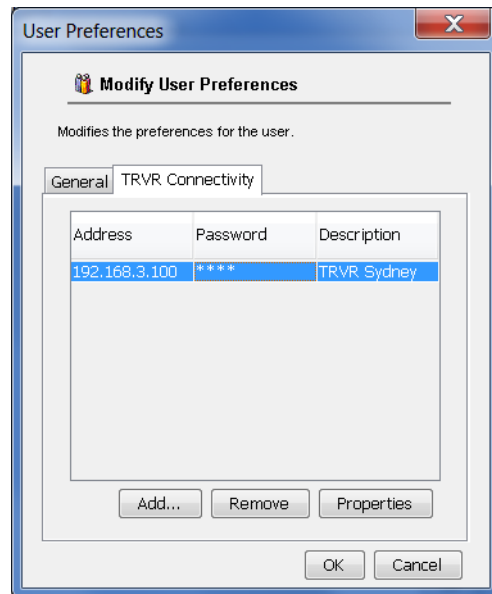 User Preferences
Modify User Preferences
Modifies the preferences for the user.
General TRVR Connectivity
Address Password Description
192.168.3.100 **** TRVR Sydney
Add... Remove Properties
OK Cancel